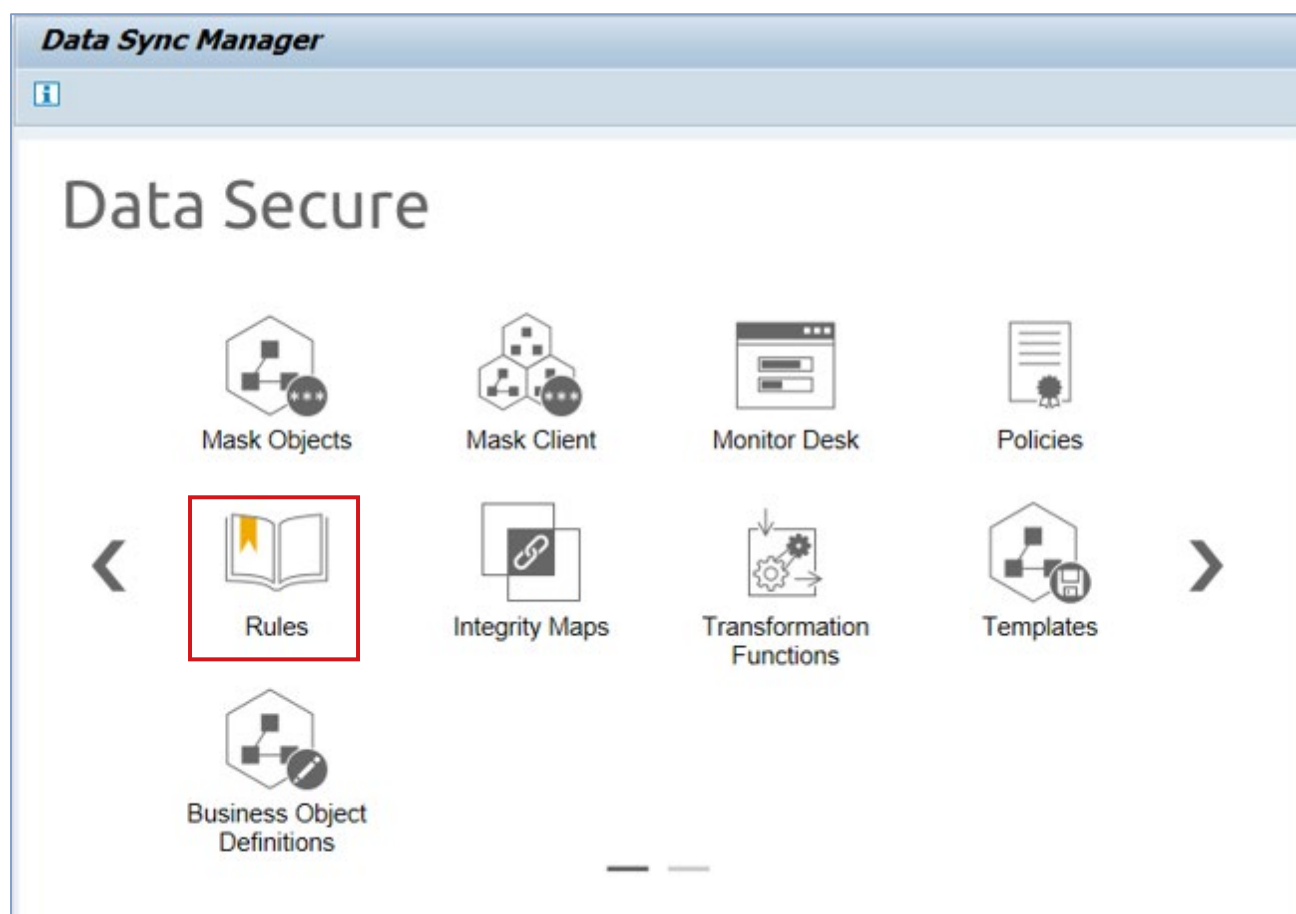 Data Sync Manager
Data Secure
Mask Objects
Mask Client
Monitor Desk
Policies
Rules
Integrity Maps
Transformation
Functions
Templates
Business Object
Definitions